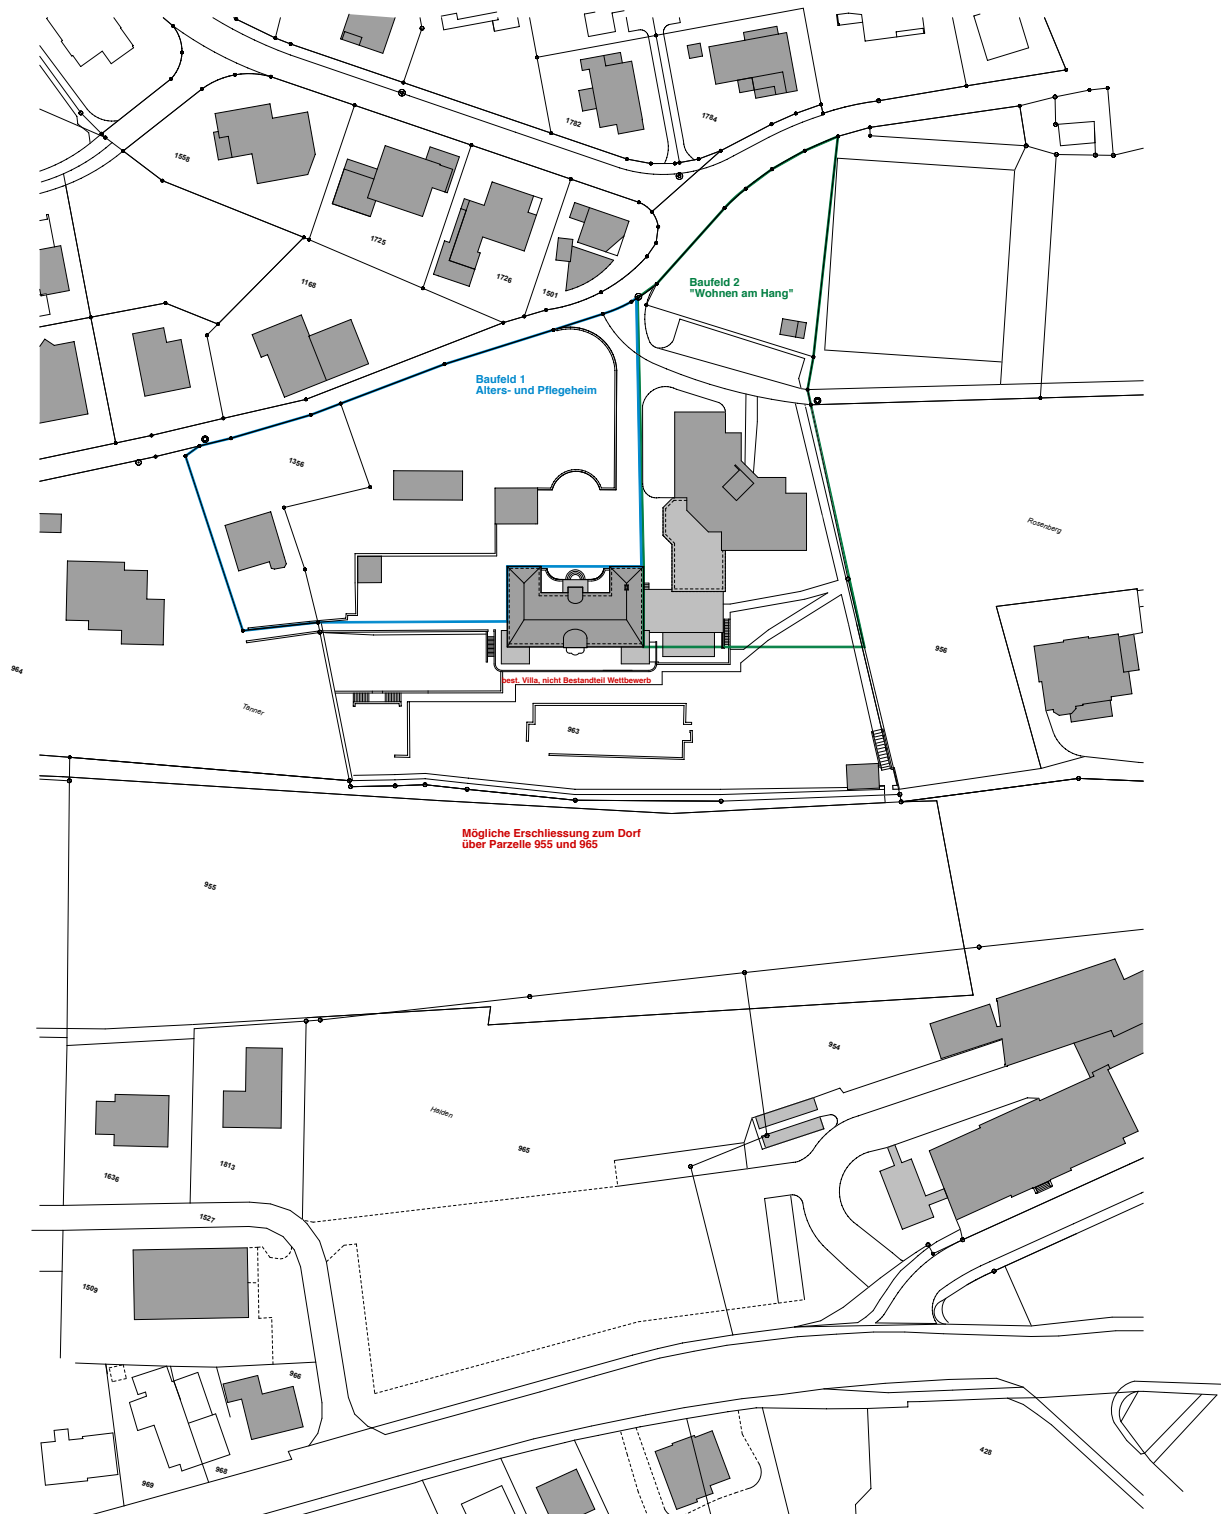 1782
1784
1558
1725
1168
1726
1501
Baufeld 2
"Wohnen am Hang"
Baufeld 1
Alters- und Pflegeheim
1356
Rosenberg
956
964
best. Villa, nicht Bestandteil Wettbewerb
Tanner
963
Mögliche Erschliessung zum Dorf
über Parzelle 955 und 965
955
954
Halden
965
1636
1813
1527
1509
966
969
968
428